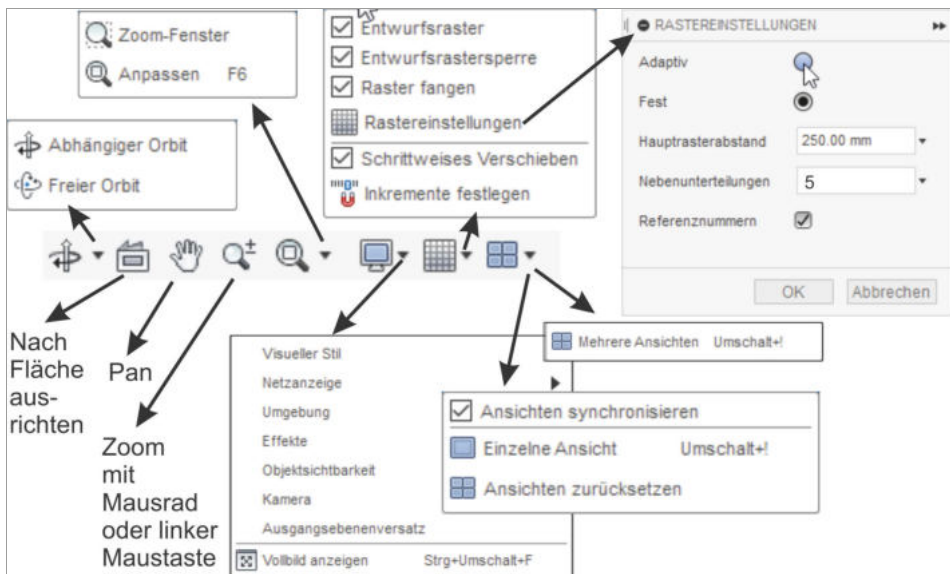 Zoom-Fenster
Anpassen F6
Abhängiger Orbit
Freier Orbit
Entwurfsraster
Entwurfsrastersperre
Raster fangen
Rastereinstellungen
Schrittweises Verschieben
Inkremente festlegen
RASTEREINSTELLUNGEN
Adaptiv
Fest
Hauptrasterabstand 250.00 mm
Nebenunterteilungen 5
Referenznummern
OK Abbrechen
Nach
Fläche
aus-
richten
Pan
Zoom
mit
Mausrad
oder linker
Maustaste
Visueller Stil
Netzanzeige
Umgebung
Effekte
Objektsichtbarkeit
Kamera
Ausgangsebenenversatz
Vollbild anzeigen Strg+Umschalt+F
Mehrere Ansichten Umschalt+!
Ansichten synchronisieren
Einzelne Ansicht Umschalt+!
Ansichten zurücksetzen